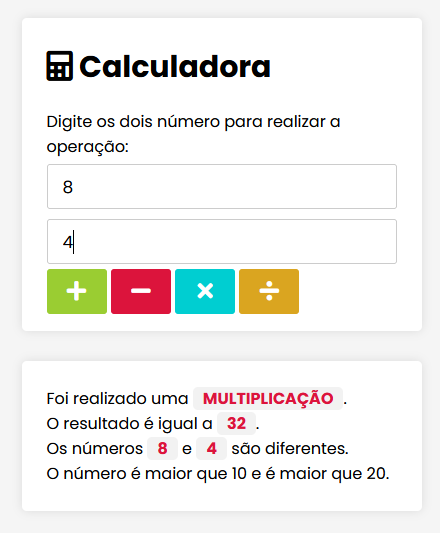 Calculadora
Digite os dois número para realizar a
operação:
8
4
Foi realizado uma MULTIPLICAÇÃO .
O resultado é igual a 32 .
Os números 8 e 4 são diferentes.
O número é maior que 10 e é maior que 20.